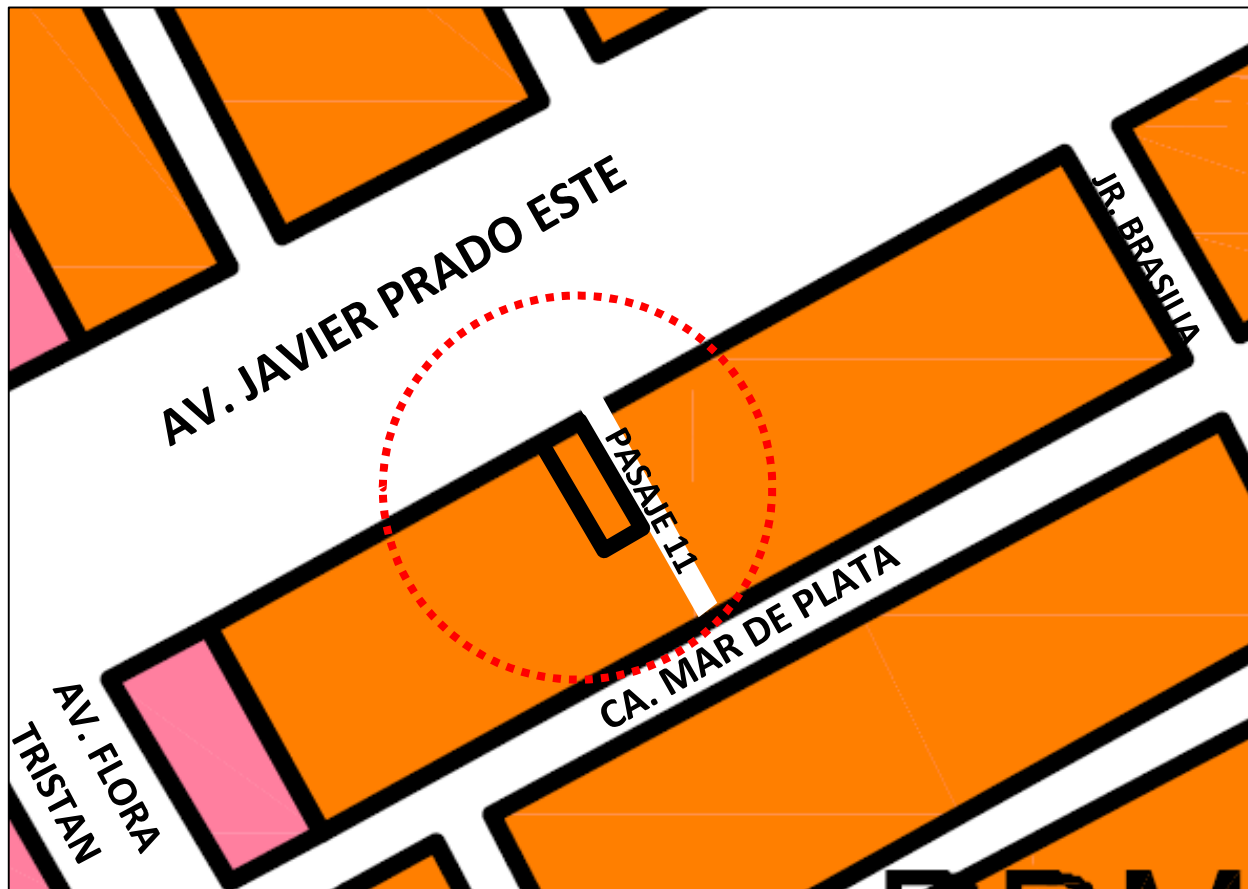 AV. JAVIER PRADO ESTE
JR. BRASILIA
PASAJE 11
CA. MAR DE PLATA
AV. FLORA
TRISTAN